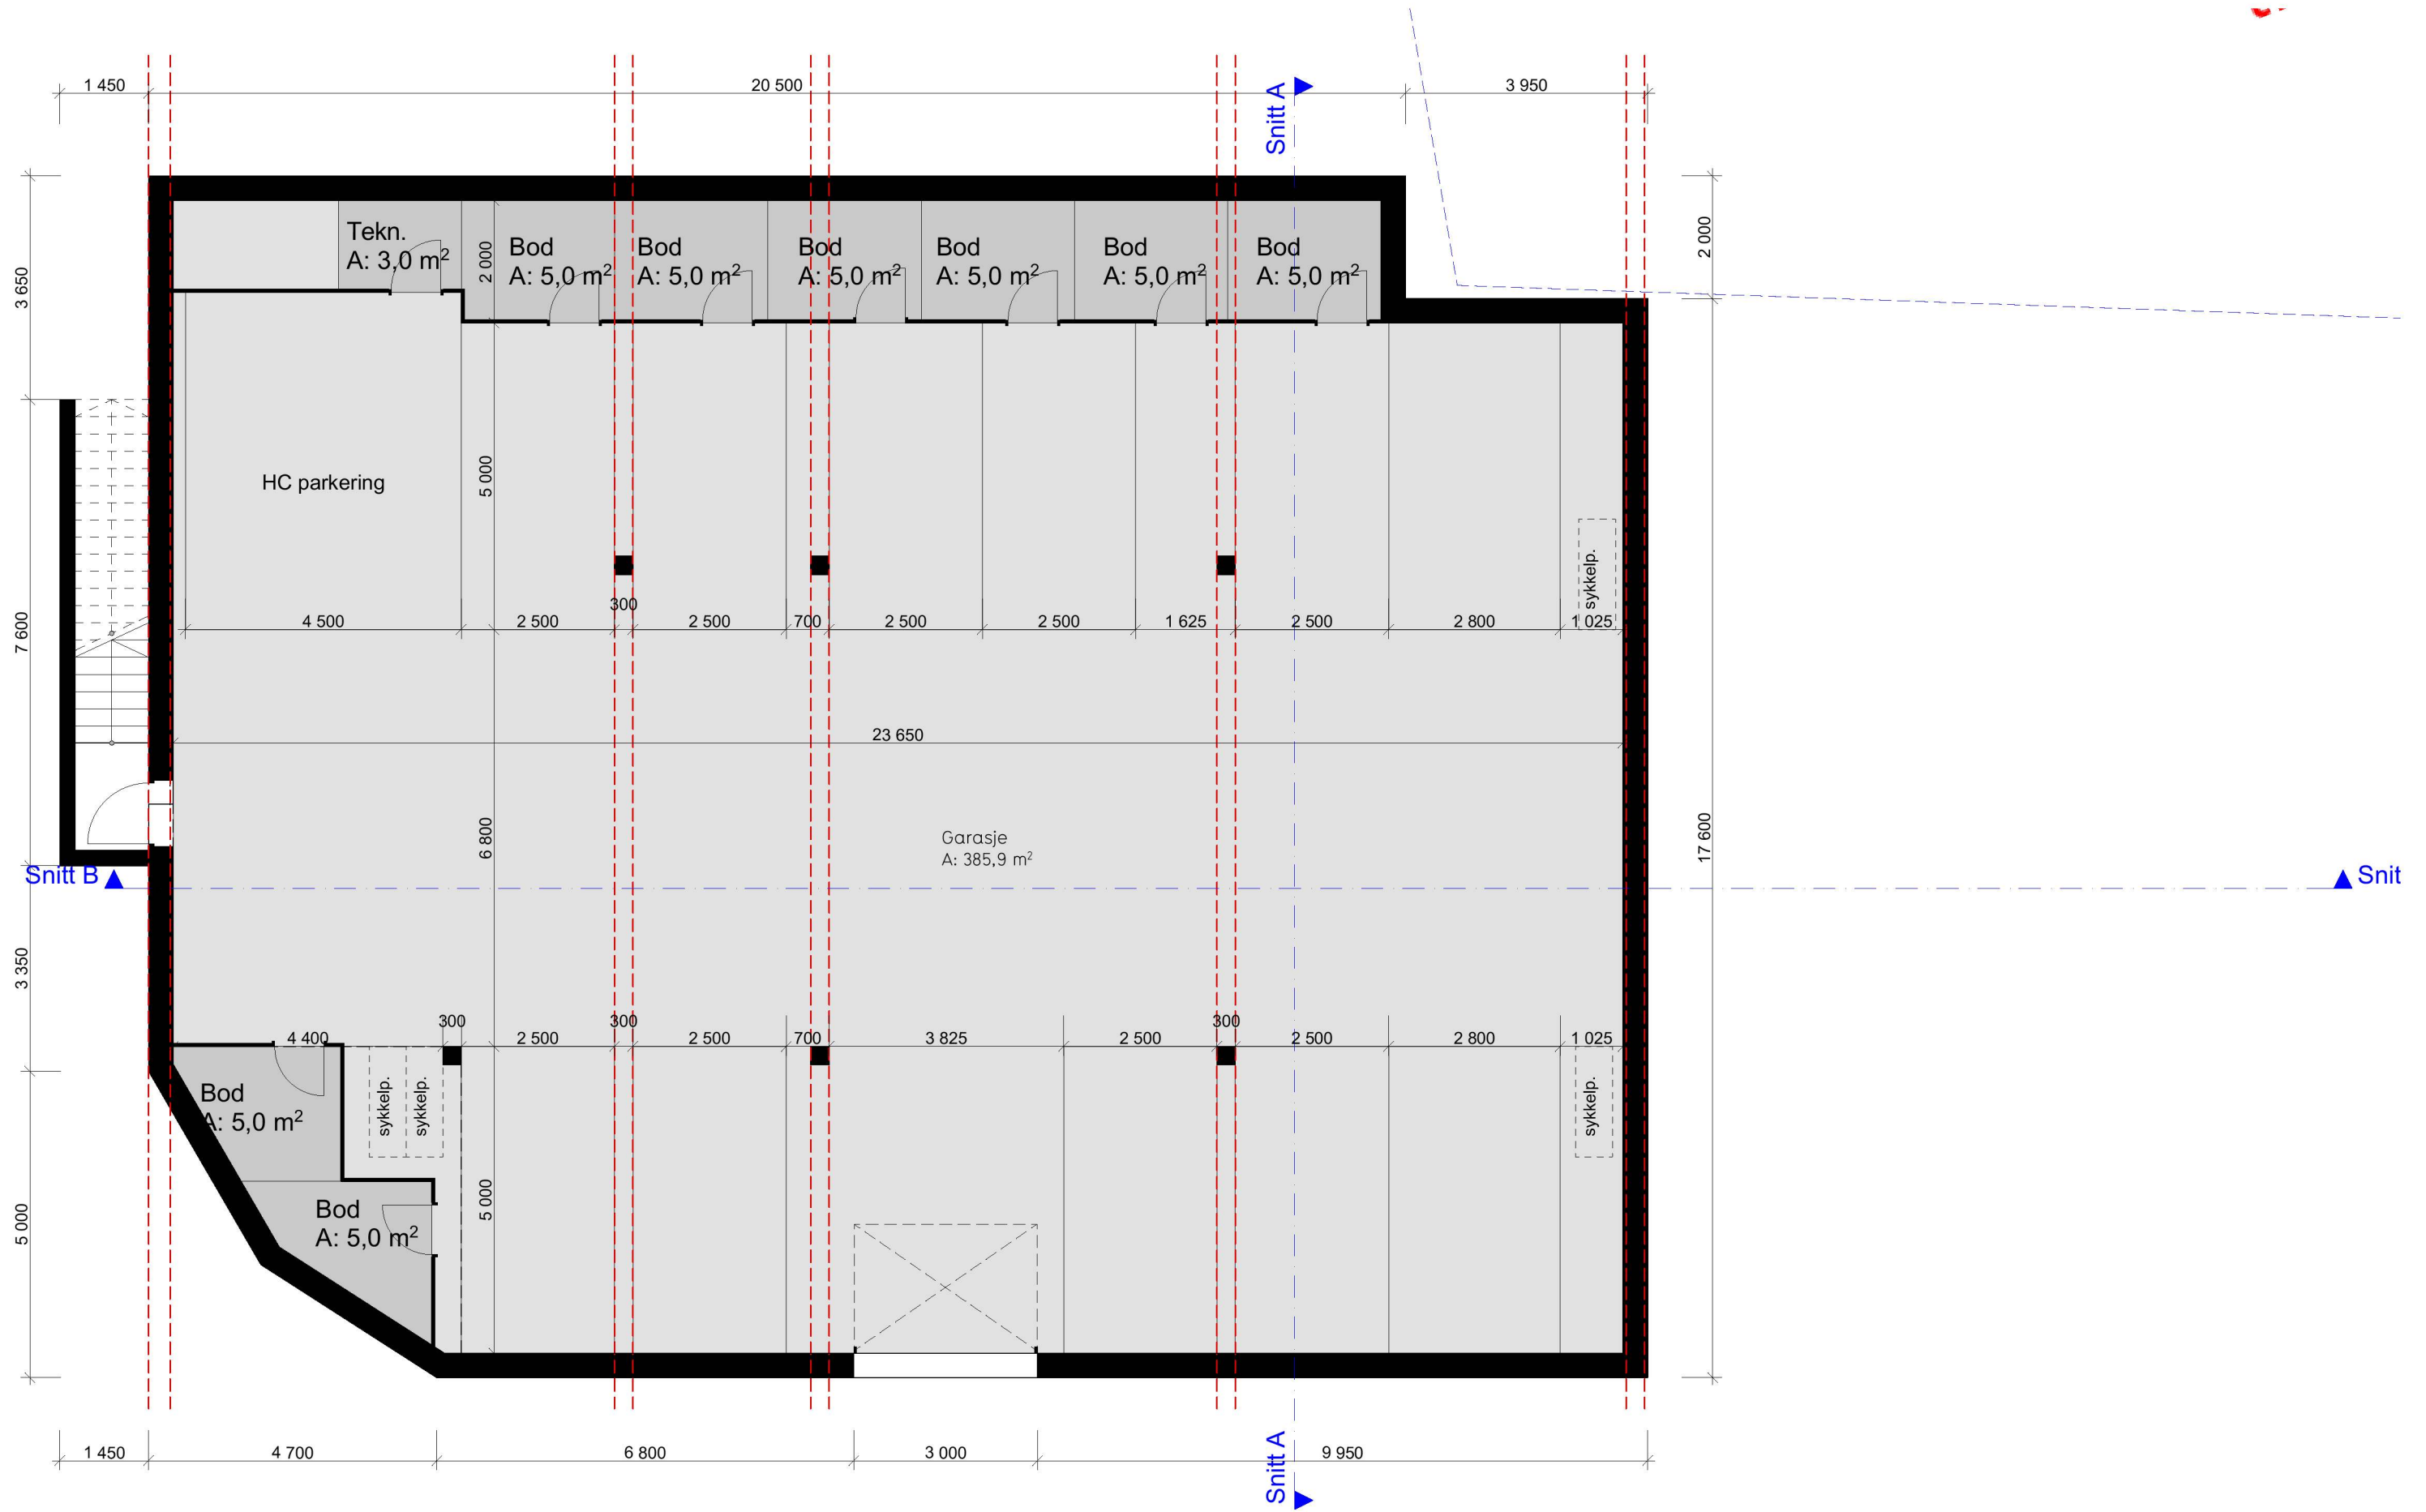 1 450
20 500
3 950
Snitt A
Tekn.
A: 3,0 m²
Bod
A: 5,0 m²
Bod
A: 5,0 m²
Bod
A: 5,0 m²
Bod
A: 5,0 m²
Bod
A: 5,0 m²
Bod
A: 5,0 m²
2 000
2 000
3 650
HC parkering
5 000
sykkelp.
300
4 500
2 500
2 500
700
2 500
2 500
1 625
2 500
2 800
1 025
7 600
23 650
6 800
Garasje
A: 385,9 m²
17 600
Snitt B
Snit
3 350
300
300
300
4 400
2 500
2 500
700
3 825
2 500
2 500
2 800
1 025
Bod
A: 5,0 m²
sykkelp.
sykkelp.
sykkelp.
Bod
A: 5,0 m²
5 000
5 000
1 450
4 700
6 800
3 000
9 950
Snitt A